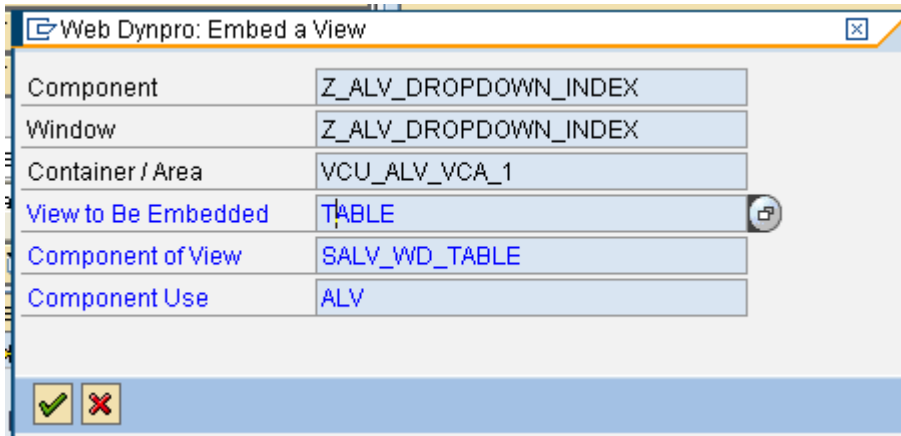 Web Dynpro: Embed a View
Component Z_ALV_DROPDOWN_INDEX
Window Z_ALV_DROPDOWN_INDEX
Container / Area VCU_ALV_VCA_1
View to Be Embedded TABLE
Component of View SALV_WD_TABLE
Component Use ALV